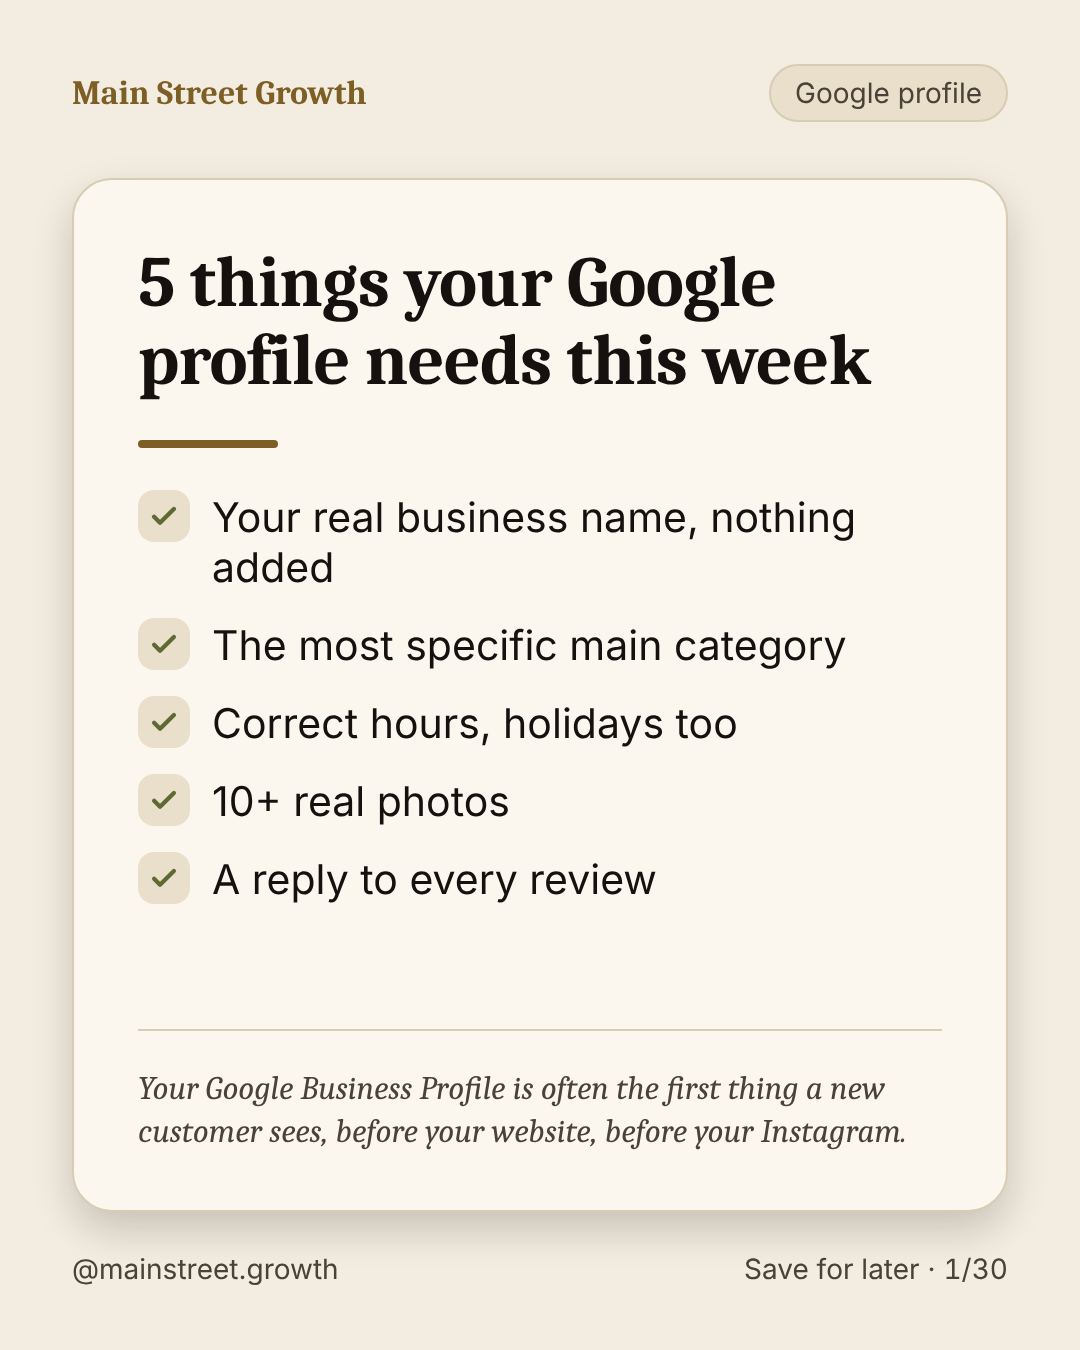 Main Street Growth
Google profile
5 things your Google
profile needs this week
Your real business name, nothing
added
The most specific main category
Correct hours, holidays too
10+ real photos
A reply to every review
Your Google Business Profile is often the first thing a new
customer sees, before your website, before your Instagram.
@mainstreet.growth
Save for later · 1/30